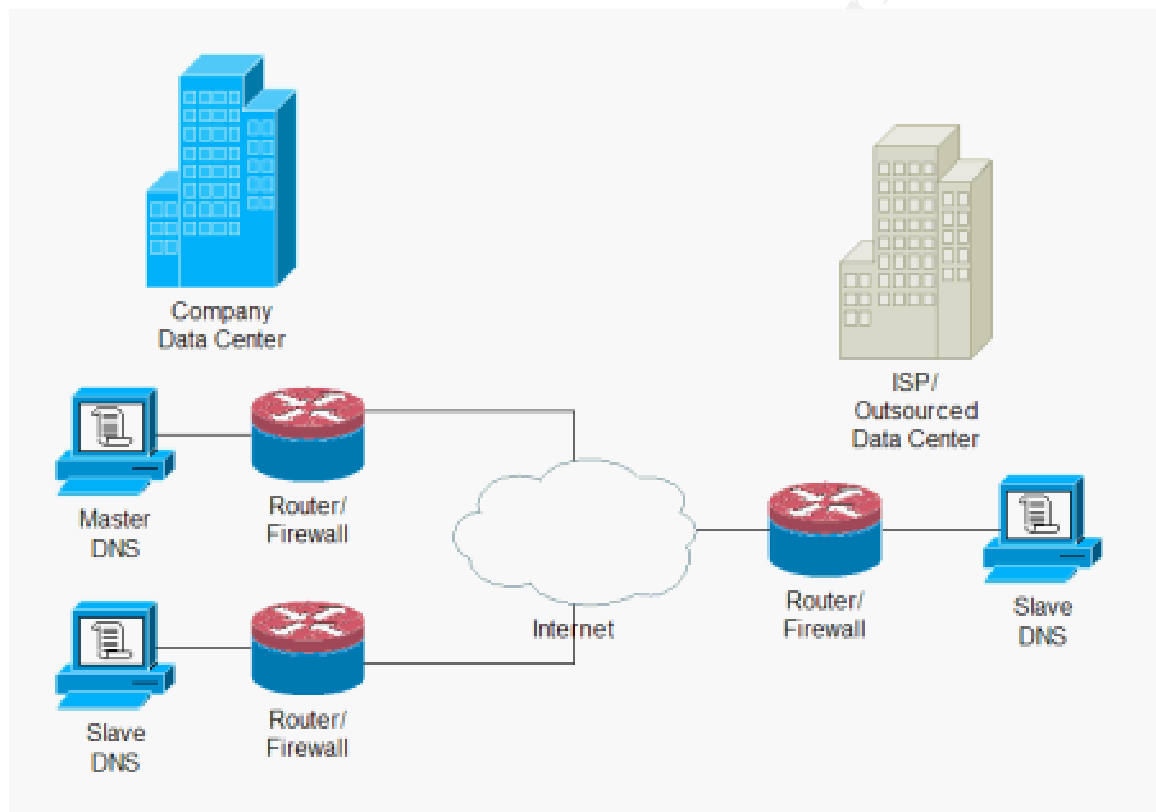 Company
Data Center
ISP/
Outsourced
Data Center
Master
DNS
Router/
Firewall
Internet
Router/
Firewall
Slave
DNS
Slave
DNS
Router/
Firewall